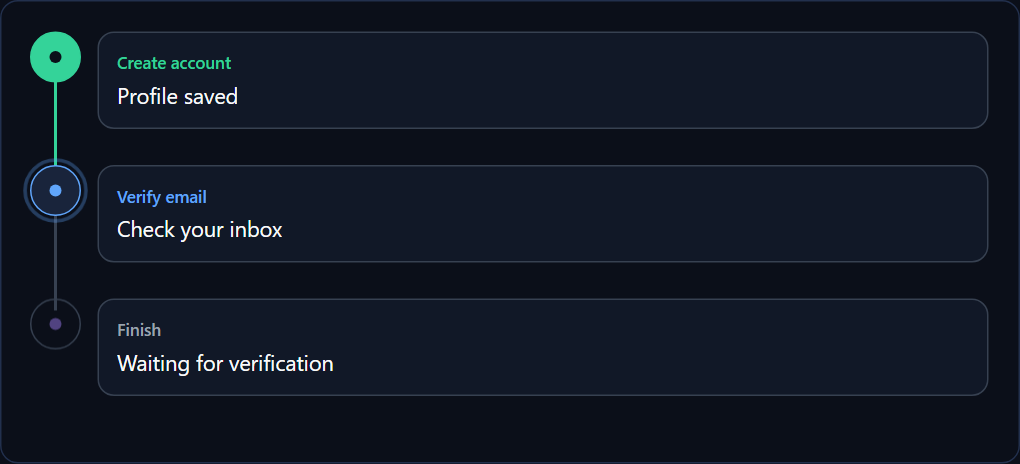 Create account
Profile saved
Verify email
Check your inbox
Finish
Waiting for verification